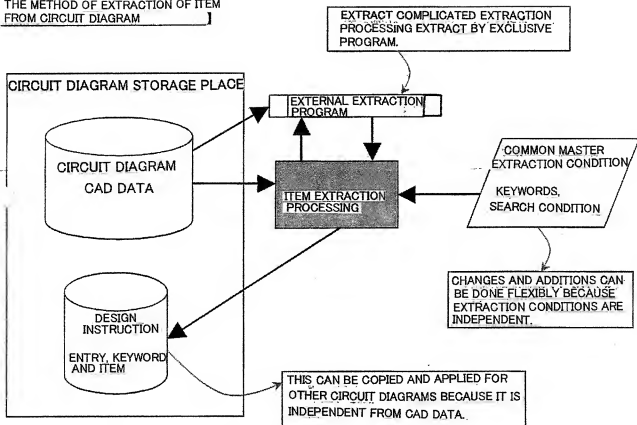 THE METHOD OF EXTRACTION OF ITEM
FROM CIRCUIT DIAGRAM 】
EXTRACT COMPLICATED EXTRACTION
PROCESSING EXTRACT BY EXCLUSIVE
PROGRAM.
CIRCUIT DIAGRAM STORAGE PLACE
EXTERNAL EXTRACTION
PROGRAM
CIRCUIT DIAGRAM
CAD DATA
ITEM EXTRACTION
PROCESSING
COMMON MASTER
EXTRACTION CONDITION
KEYWORDS,
SEARCH CONDITION
CHANGES AND ADDITIONS CAN
BE DONE FLEXIBLY BECAUSE
EXTRACTION CONDITIONS ARE
INDEPENDENT.
DESIGN
INSTRUCTION
ENTRY, KEYWORD
AND ITEM
THIS CAN BE COPIED AND APPLIED FOR
OTHER CIRCUIT DIAGRAMS BECAUSE IT IS
INDEPENDENT FROM CAD DATA.